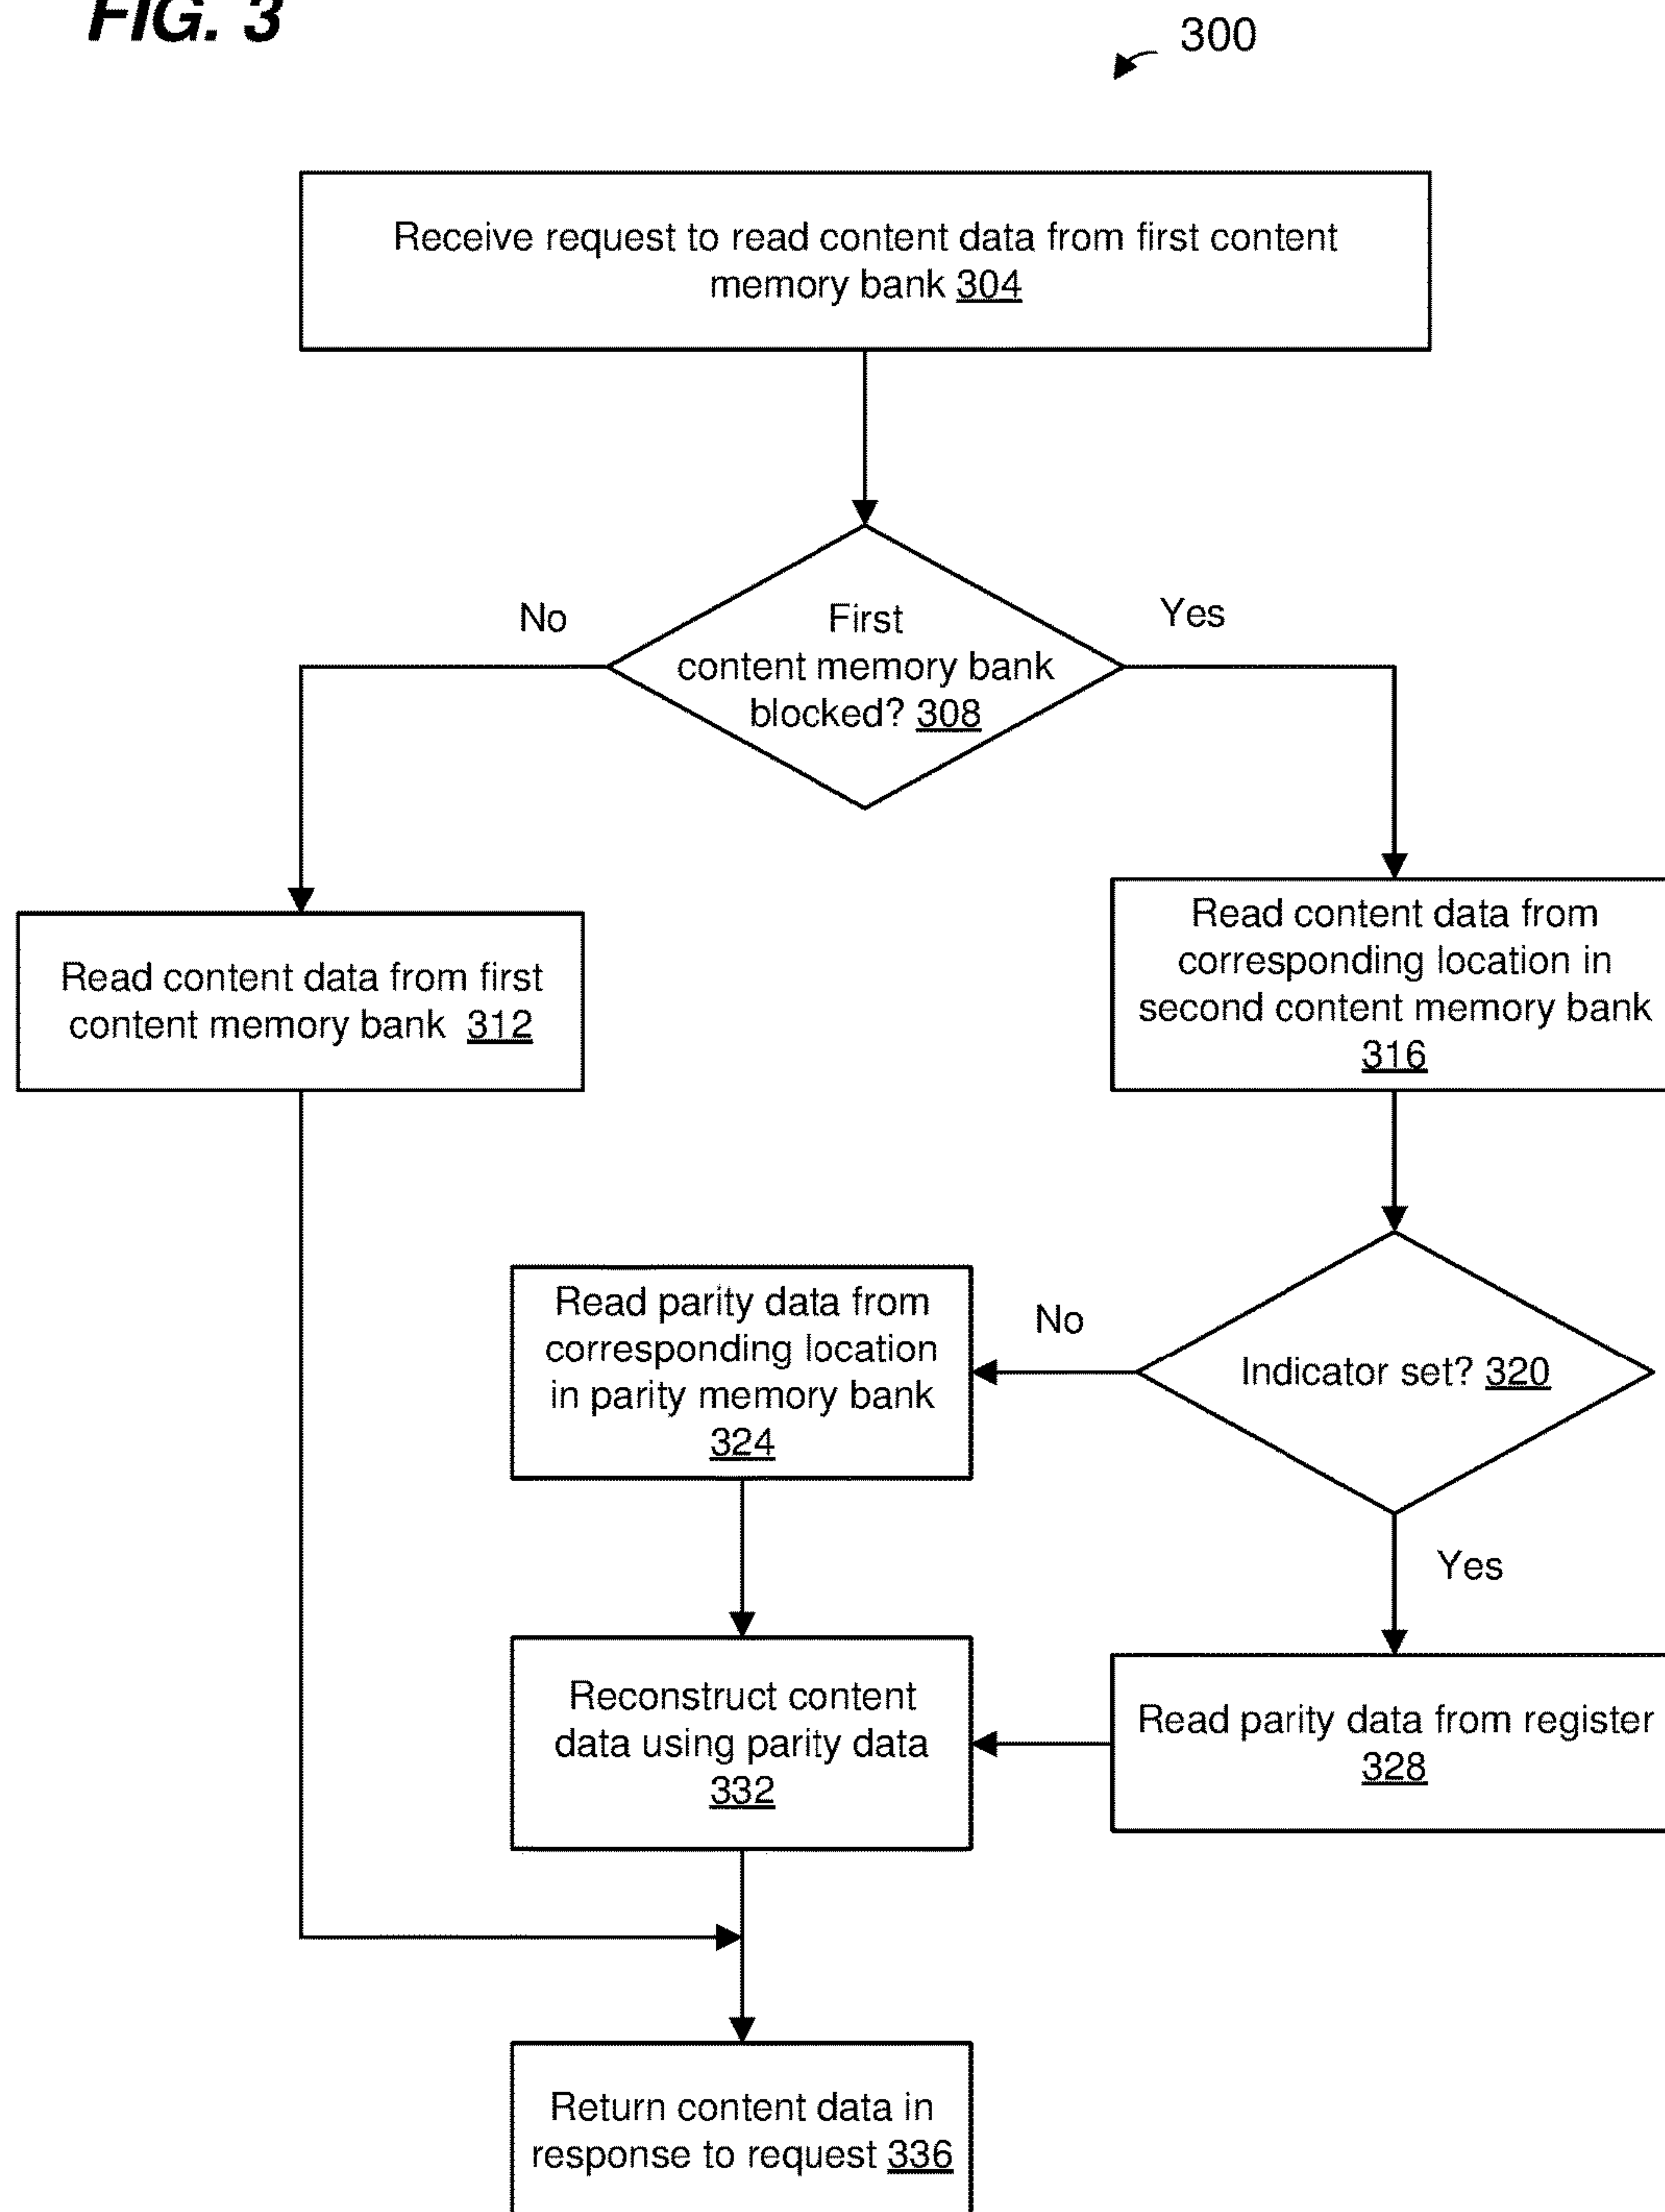 FIG. 3
300
Receive request to read content data from first content
memory bank 304
No
Yes
First
content memory bank
blocked? 308
Read content data from first
content memory bank 312
Read content data from
corresponding location in
second content memory bank
316
Read parity data from
corresponding location
in parity memory bank
324
No
Indicator set? 320
Yes
Reconstruct content
data using parity data
332
Read parity data from register
328
Return content data in
response to request 336